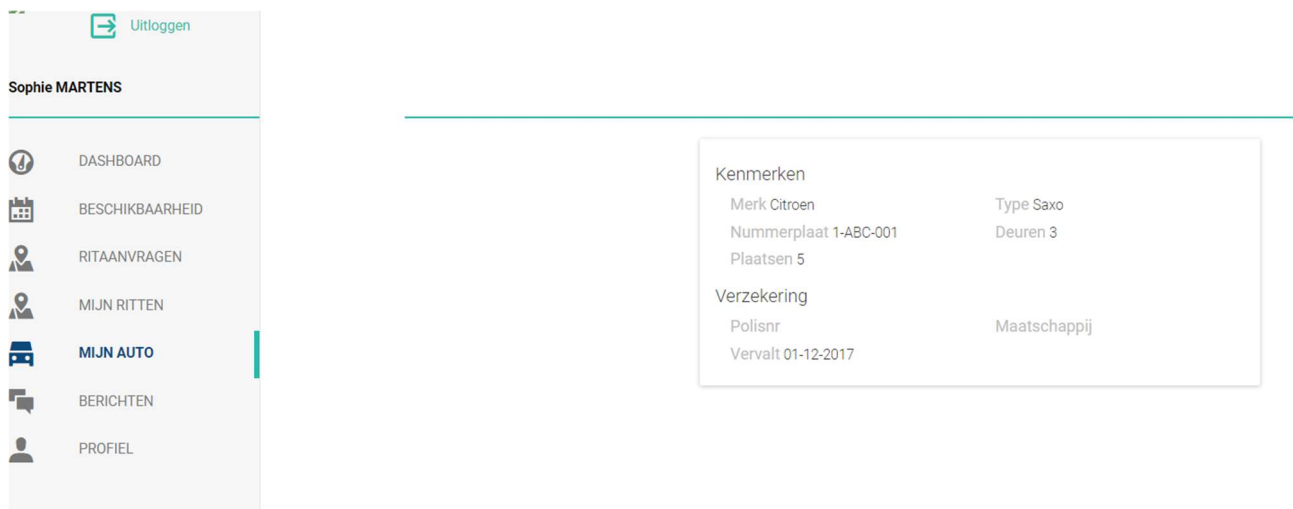 Uitloggen
Sophie MARTENS
DASHBOARD
BESCHIKBAARHEID
RITAANVRAGEN
MIJN RITTEN
MIJN AUTO
BERICHTEN
PROFIEL
Kenmerken
Merk Citroen Type Saxo
Nummerplaat 1-ABC-001 Deuren 3
Plaatsen 5
Verzekering
Polisnr Maatschappij
Vervalt 01-12-2017